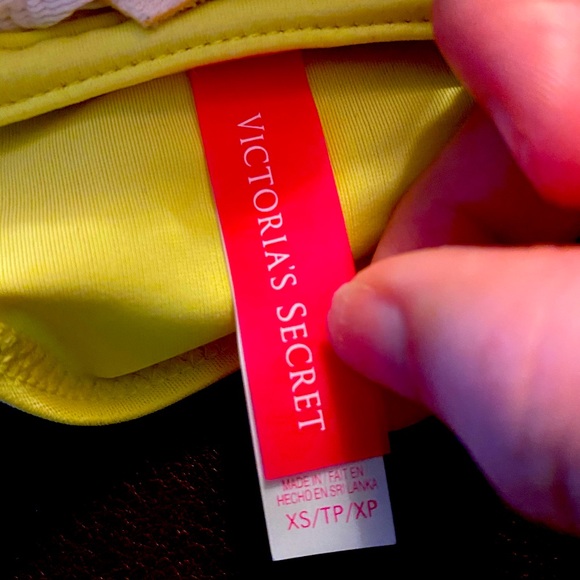 VICTORIA'S SECRET
MADE IN / FAIT EN
HECHO EN SRI LANKA
XS/TP/XP